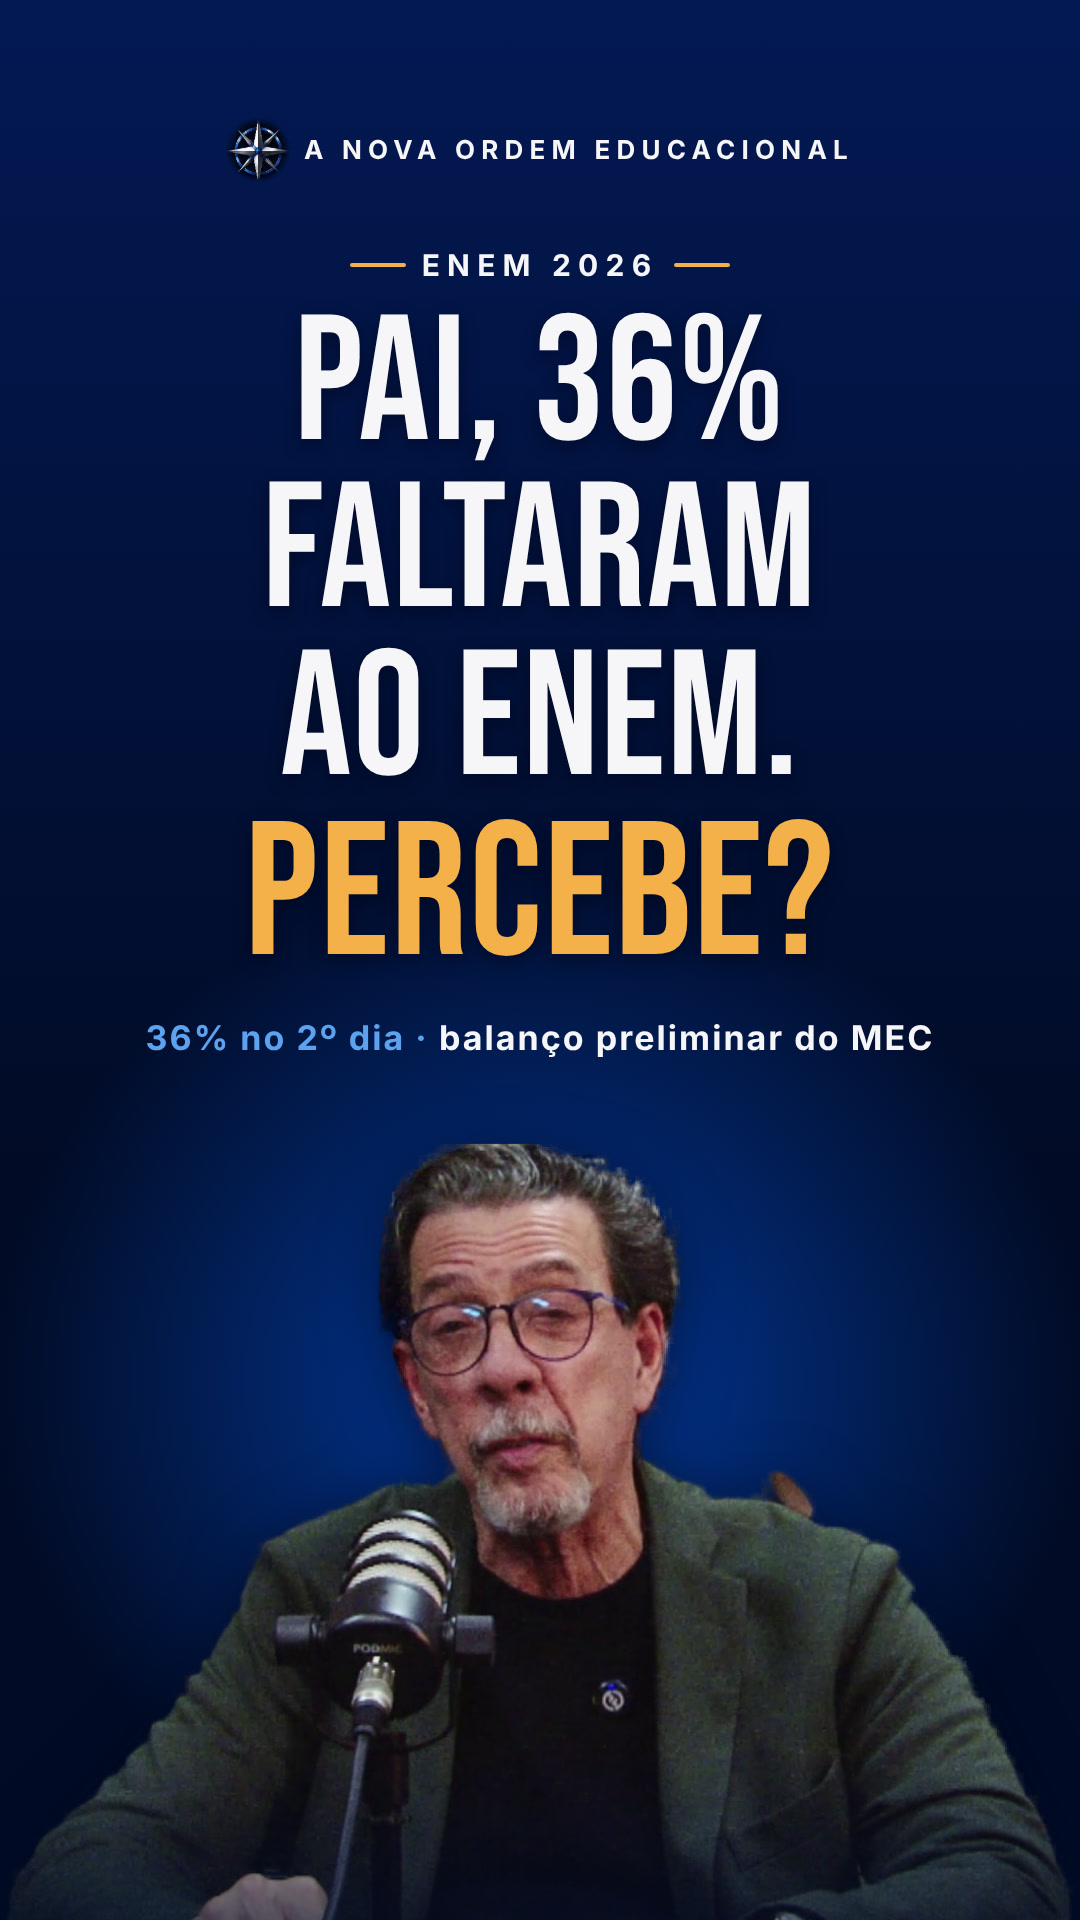 A NOVA ORDEM EDUCACIONAL
ENEM 2026
PAI, 36%
FALTARAM
AO ENEM.
PERCEBE?
36% no 2º dia · balanço preliminar do MEC
PODMIC